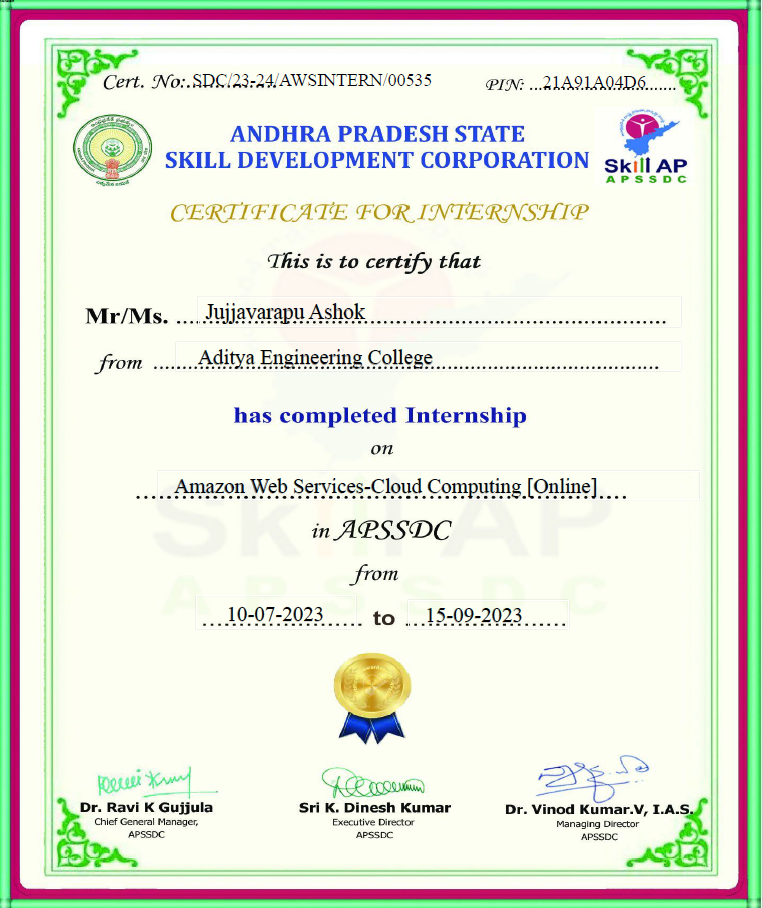 Cert. No: SDC/23-24/AWSINTERN/00535
PIN: 21A91A04D6
ANDHRA PRADESH STATE
SKILL DEVELOPMENT CORPORATION
Skill AP
APSSDC
CERTIFICATE FOR INTERNSHIP
This is to certify that
Mr/Ms. Jujjavarapu Ashok
from Aditya Engineering College
has completed Internship
on
Amazon Web Services-Cloud Computing [Online]
in APSSDC
from
10-07-2023 to 15-09-2023
Skill AP
APSSDC
Dr. Ravi K Gujjula
Chief General Manager,
APSSDC
Sri K. Dinesh Kumar
Executive Director
APSSDC
Dr. Vinod Kumar.V, I.A.S.
Managing Director
APSSDC